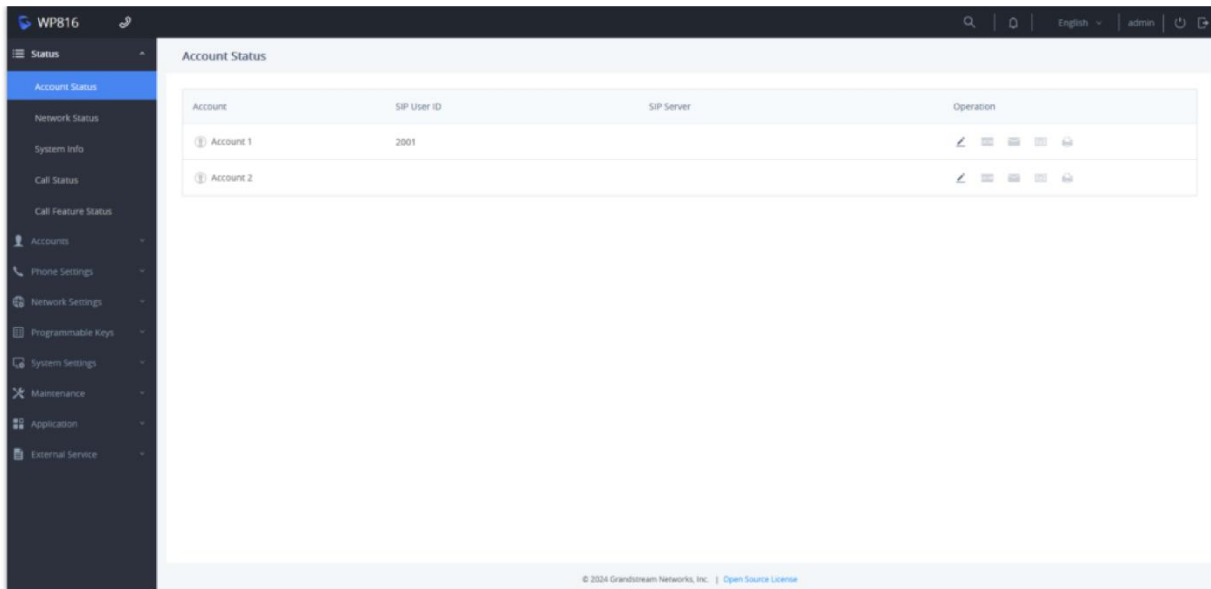 WP816
English
admin
Status
Account Status
Network Status
System Info
Call Status
Call Feature Status
Accounts
Phone Settings
Network Settings
Programmable Keys
System Settings
Maintenance
Application
External Service
Account Status
Account SIP User ID SIP Server Operation
Account 1 2001
Account 2
© 2024 Grandstream Networks, Inc. | Open Source License